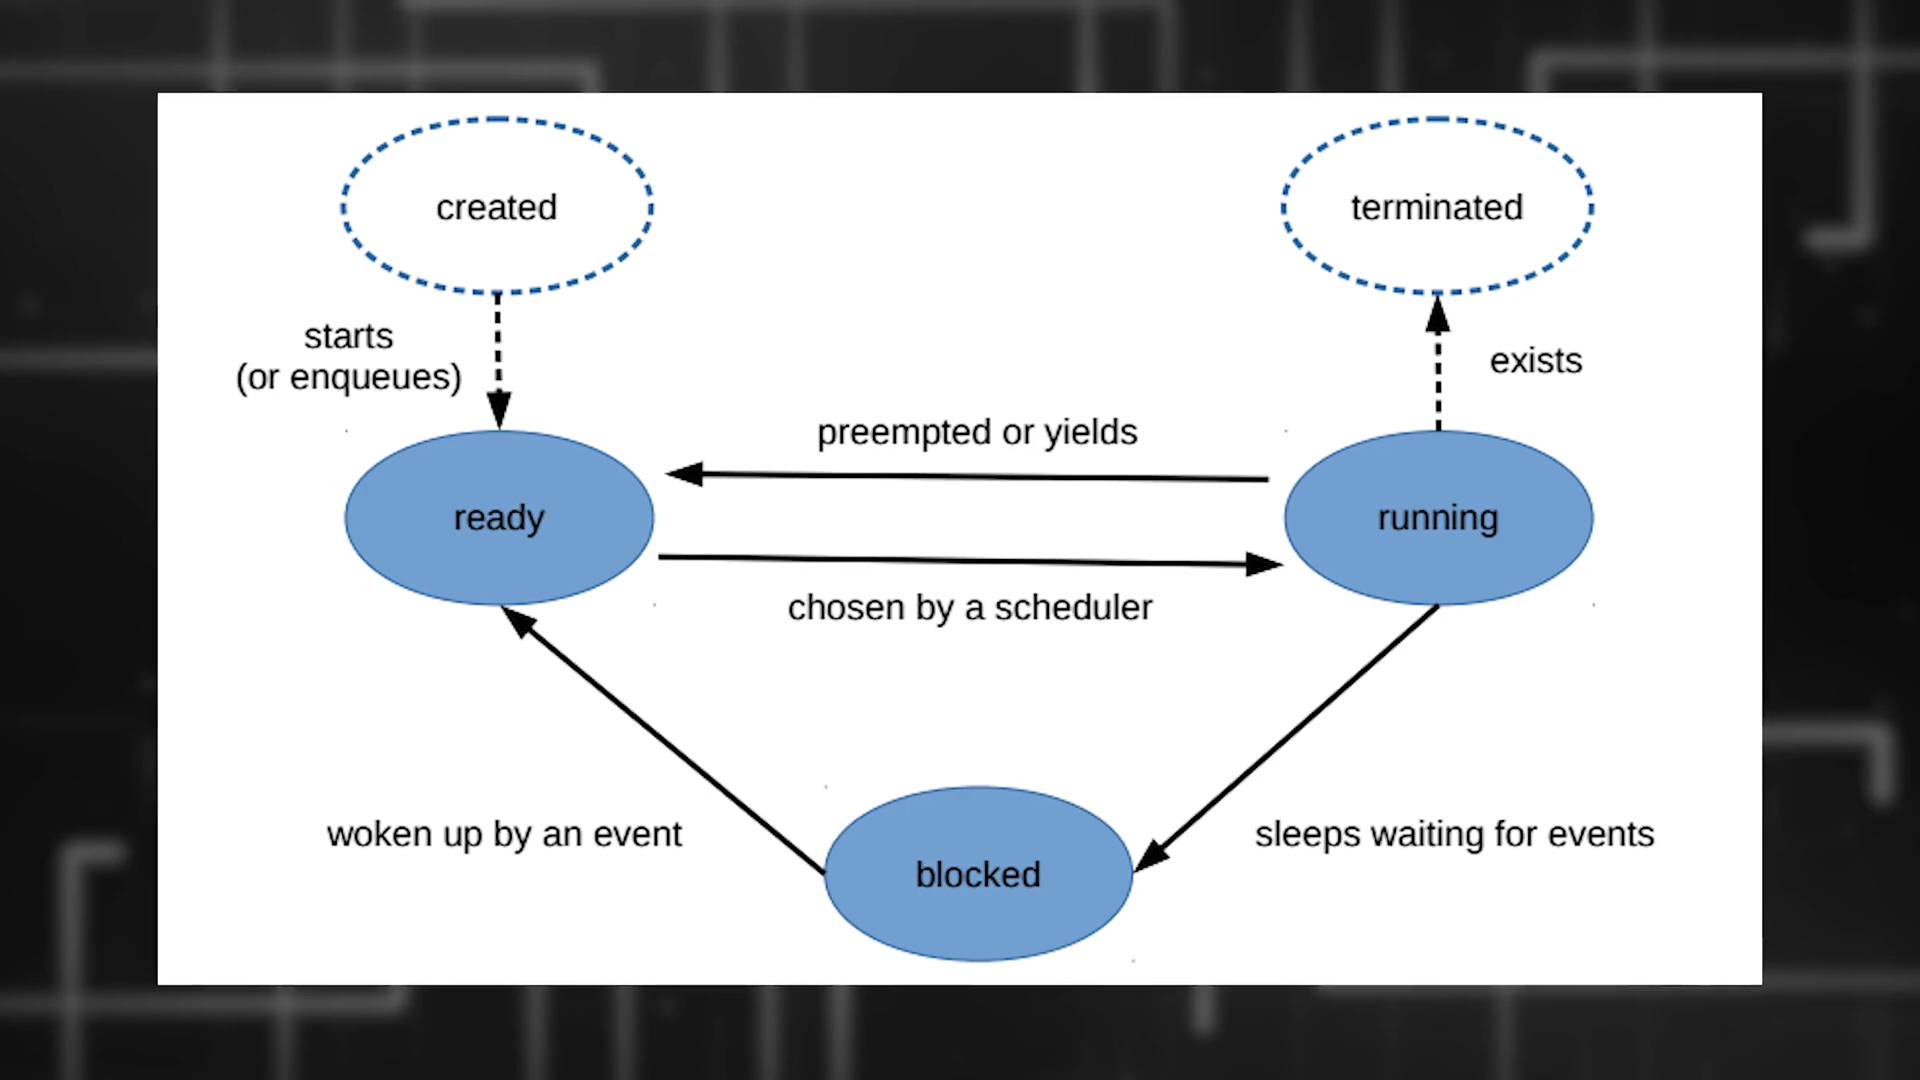 created
terminated
starts
(or enqueues)
exists
preempted or yields
ready
running
chosen by a scheduler
woken up by an event
sleeps waiting for events
blocked